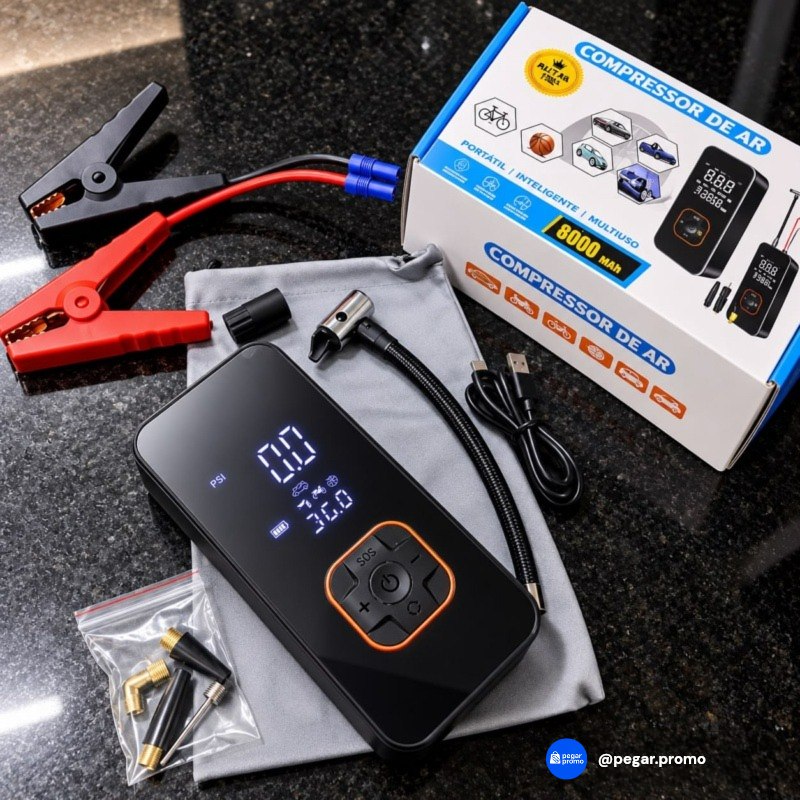 COMPRESSOR DE AR
PORTÁTIL / INTELIGENTE / MULTIUSO
8000 MAh
COMPRESSOR DE AR
PSI
0.0
36.0
SOS
pegar
promo
@pegar.promo